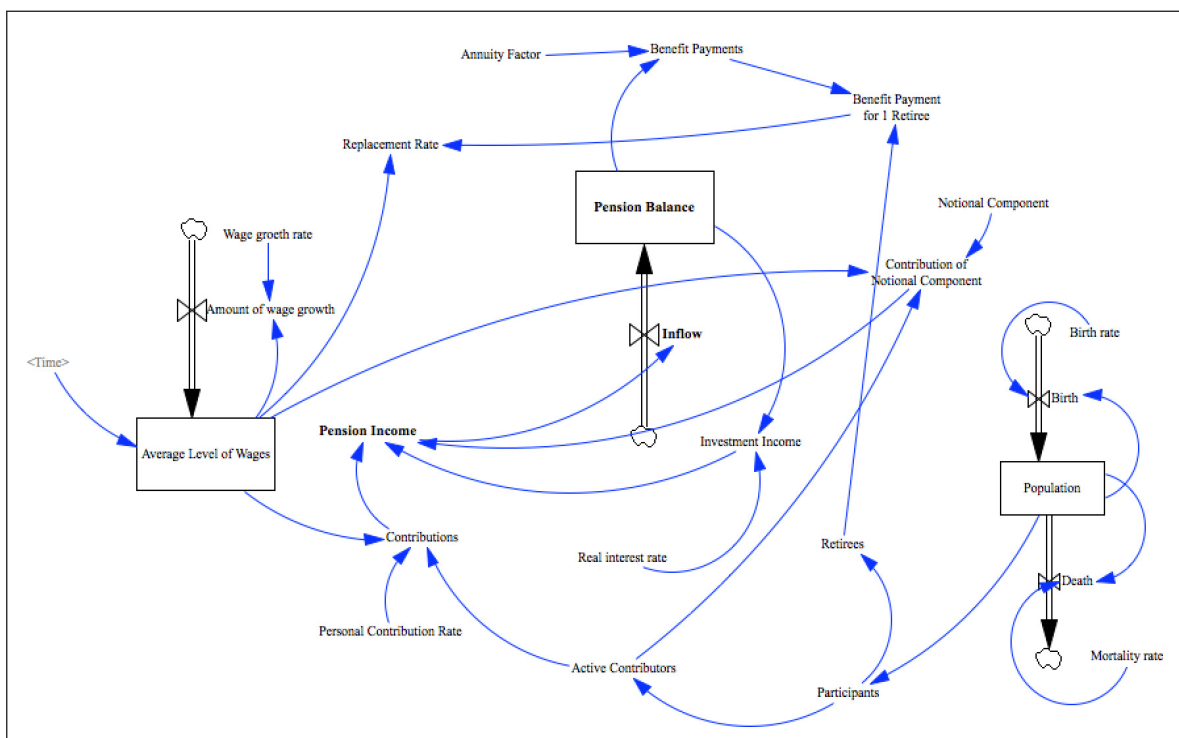 Annuity Factor
Benefit Payments
Benefit Payment
for 1 Retiree
Replacement Rate
Pension Balance
Notional Component
Wage groeth rate
Contribution of
Notional Component
Amount of wage growth
Inflow
Birth rate
<Time>
Birth
Pension Income
Investment Income
Average Level of Wages
Population
Contributions
Retirees
Real interest rate
Death
Personal Contribution Rate
Active Contributors
Mortality rate
Participants